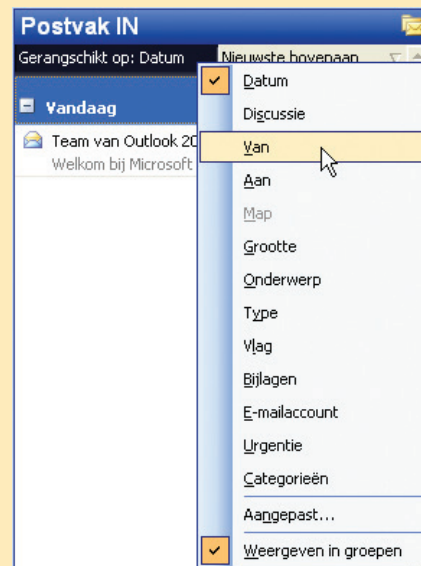 Postvak IN
Gerangschikt op: Datum Nieuwste bovenaan
Vandaag
Team van Outlook 20
Welkom bij Microsoft
Datum
Discussie
Van
Aan
Map
Grootte
Onderwerp
Type
Vlag
Bijlagen
E-mailaccount
Urgentie
Categorieën
Aangepast...
Weergeven in groepen